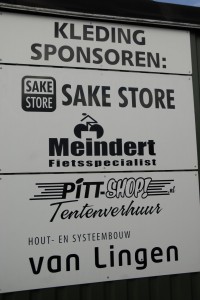 KLEDING
SPONSOREN:
SAKE
STORE
SAKE STORE
Meindert
Fietsspecialist
PiTT-SHOP!.nl
Tentenverhuur
HOUT- EN SYSTEEMBOUW
van Lingen